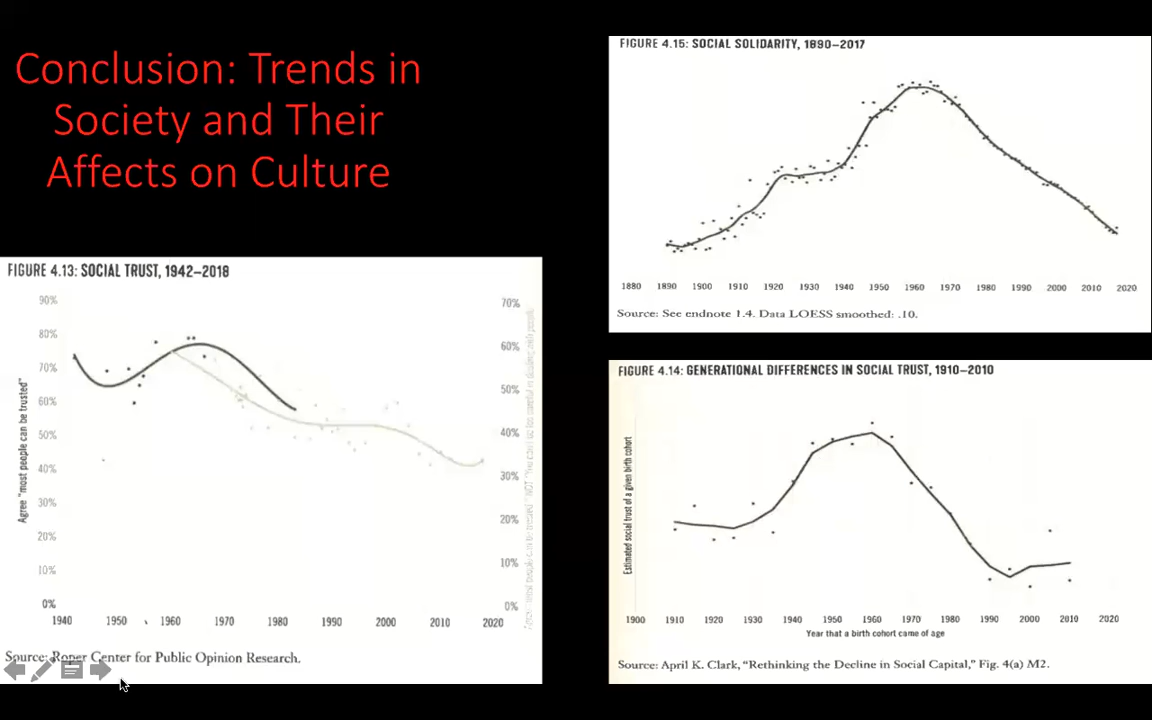 Conclusion: Trends in
Society and Their
Affects on Culture
FIGURE 4.13: SOCIAL TRUST, 1942–2018
90%
80%
70%
60%
50%
40%
30%
20%
10%
0%
Agree "most people can be trusted"
70%
60%
50%
40%
30%
20%
10%
0%
1940 1950 1960 1970 1980 1990 2000 2010 2020
Source: Roper Center for Public Opinion Research.
FIGURE 4.15: SOCIAL SOLIDARITY, 1890–2017
1880 1890 1900 1910 1920 1930 1940 1950 1960 1970 1980 1990 2000 2010 2020
Source: See endnote 1.4. Data LOESS smoothed: .10.
FIGURE 4.14: GENERATIONAL DIFFERENCES IN SOCIAL TRUST, 1910–2010
Estimated social trust of a given birth cohort
1900 1910 1920 1930 1940 1950 1960 1970 1980 1990 2000 2010 2020
Year that a birth cohort came of age
Source: April K. Clark, "Rethinking the Decline in Social Capital," Fig. 4(a) M2.